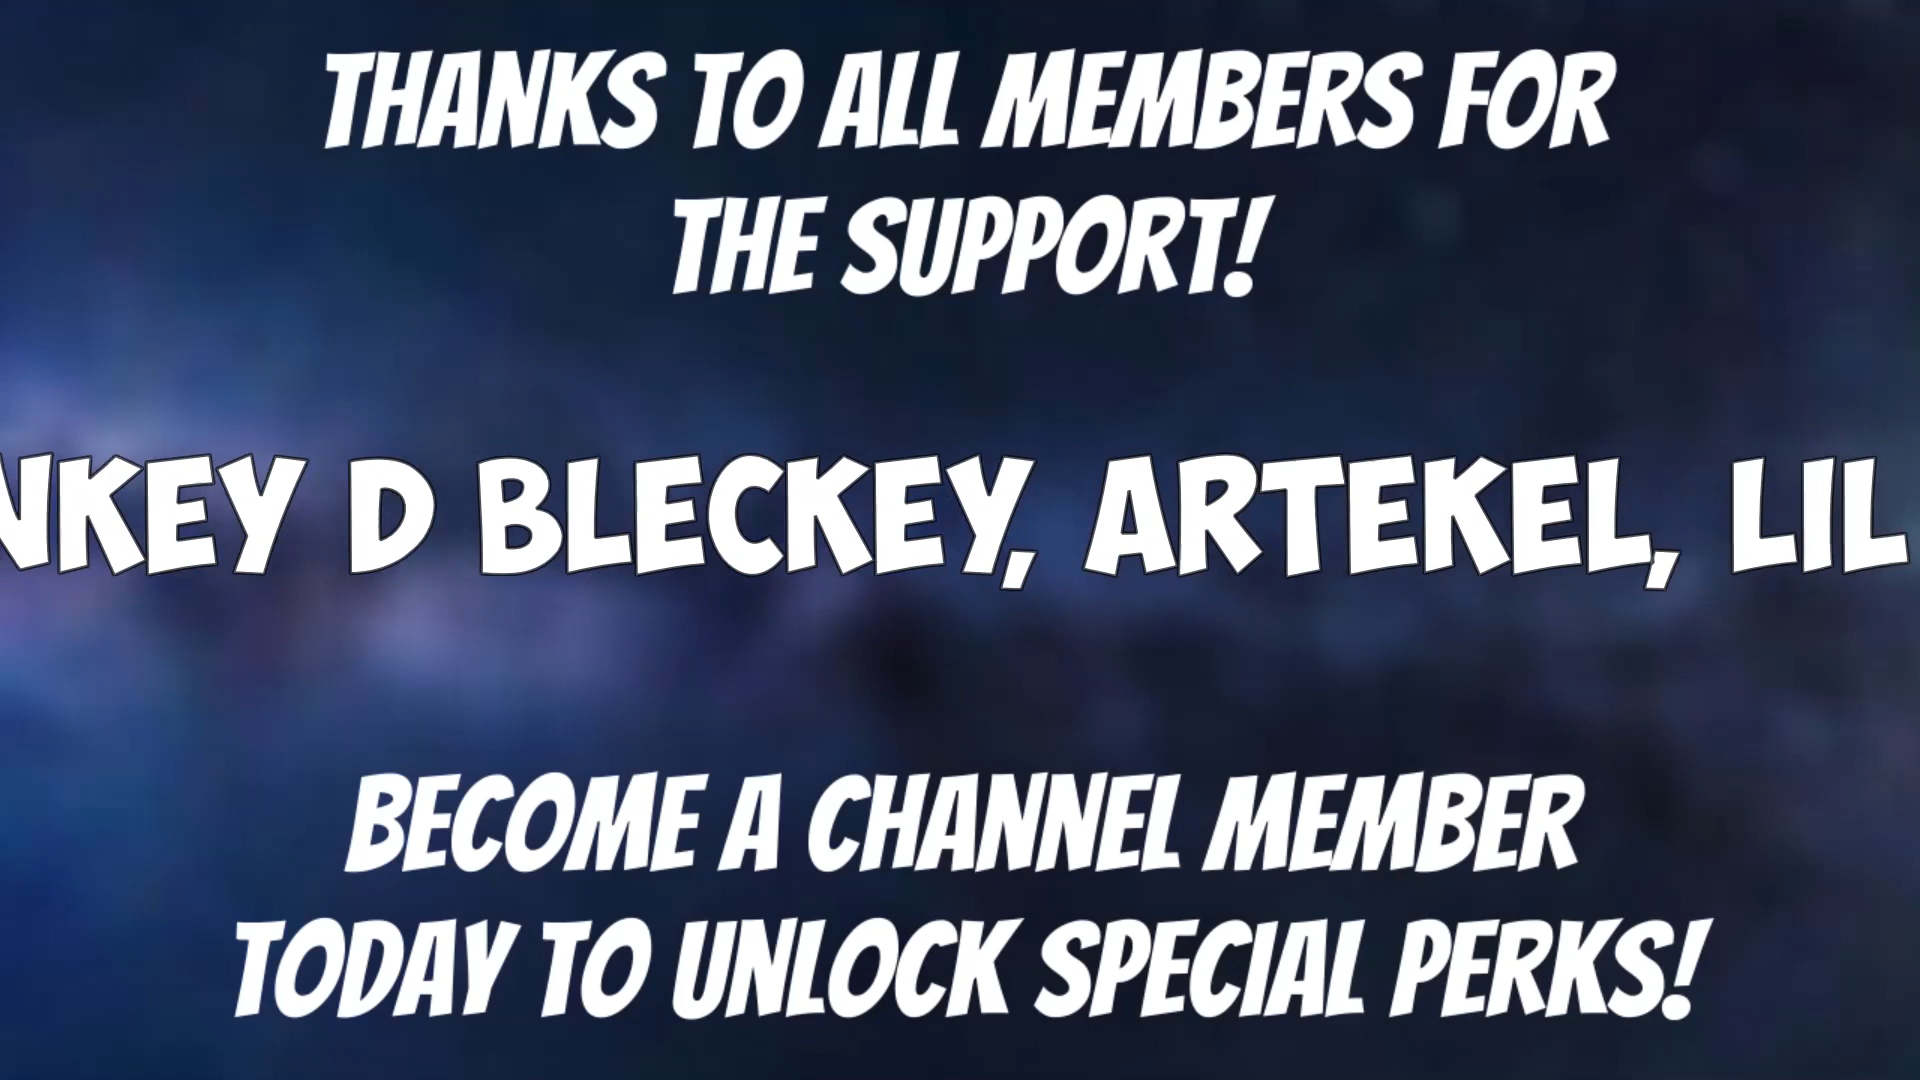 THANKS TO ALL MEMBERS FOR
THE SUPPORT!
NKEY D BLECKEY, ARTEKEL, LIL
BECOME A CHANNEL MEMBER
TODAY TO UNLOCK SPECIAL PERKS!